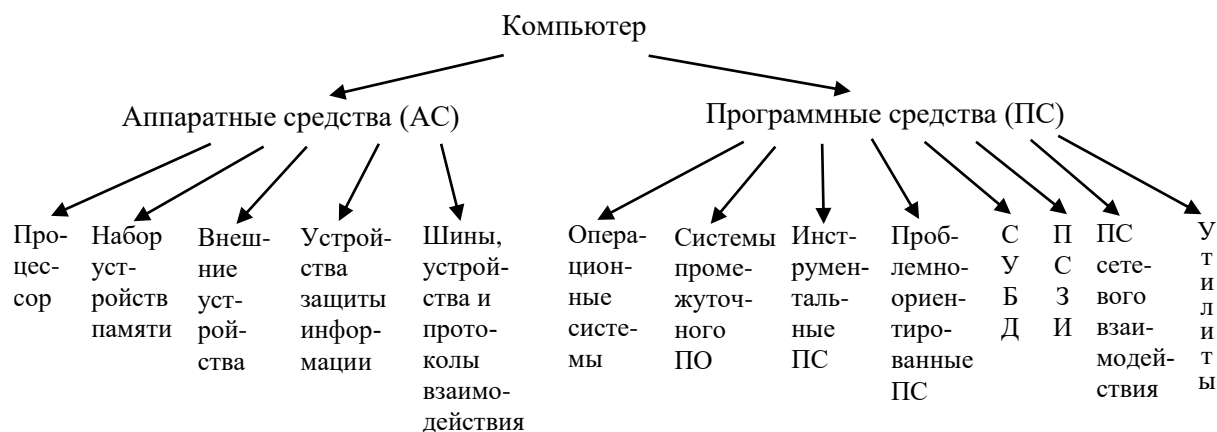 Компьютер
Аппаратные средства (АС)
Программные средства (ПС)
Про-
цес-
сор
Набор
уст-
ройств
памяти
Внеш-
ние
уст-
рой-
ства
Устрой-
ства
защиты
инфор-
мации
Шины,
устрой-
ства и
прото-
колы
взаимо-
действия
Опера-
цион-
ные
систе-
мы
Системы
проме-
жуточ-
ного
ПО
Инст-
румен-
таль-
ные
ПС
Проб-
лемно-
ориен-
тиро-
ванные
ПС
С
У
Б
Д
П
С
З
И
ПС
сете-
вого
взаи-
модей-
ствия
У
т
и
л
и
т
ы